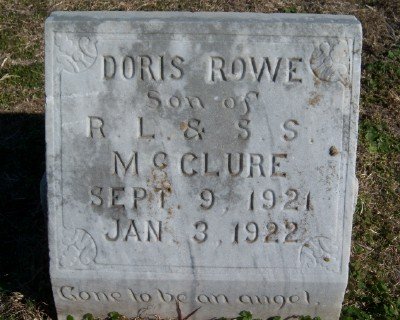 DORIS ROWE
Son of
R. L. & S. S.
McCLURE
SEPT. 9, 1921
JAN. 3, 1922
Gone to be an angel.